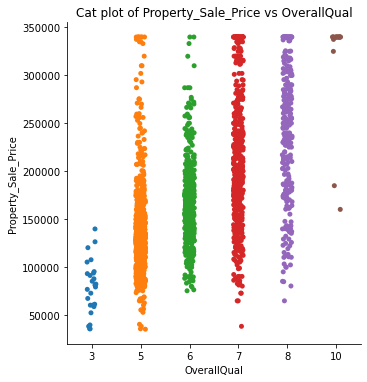 Cat plot of Property_Sale_Price vs OverallQual
350000
300000
250000
200000
150000
100000
50000
Property_Sale_Price
3 5 6 7 8 10
OverallQual